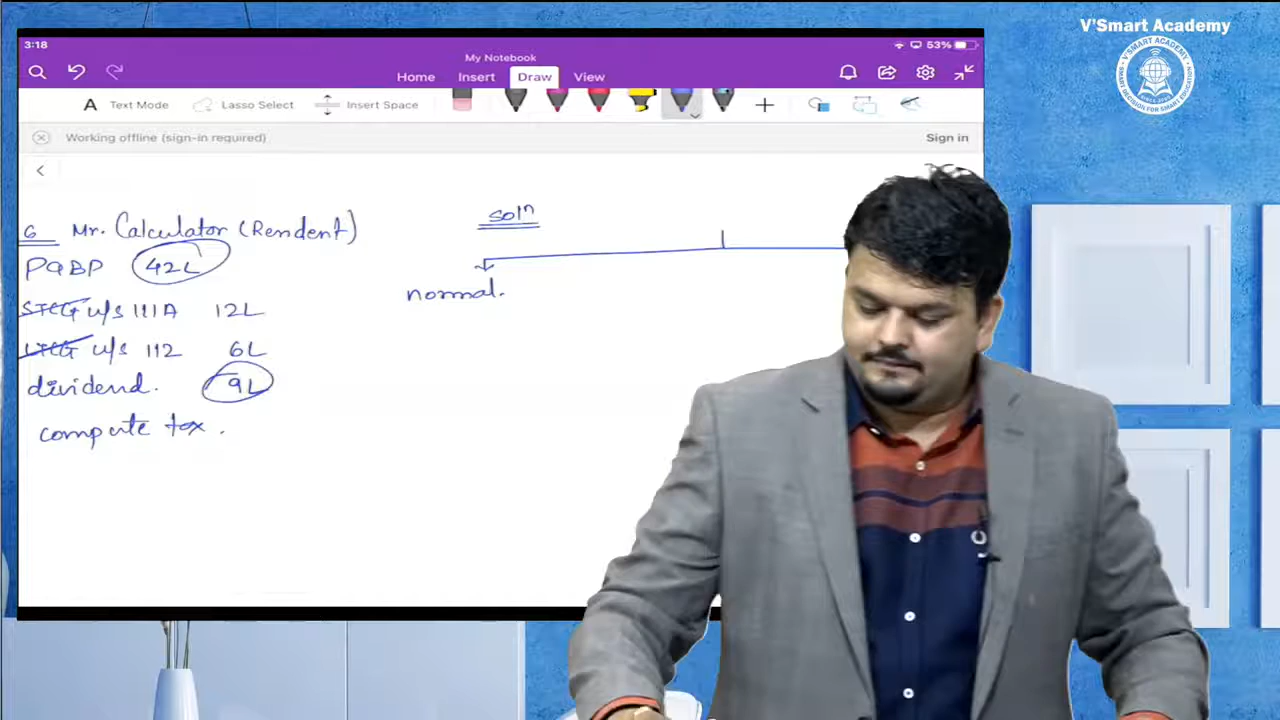 V'Smart Academy
3:18
53%
My Notebook
Home Insert Draw View
A Text Mode Lasso Select Insert Space
Working offline (sign-in required) Sign in
6 Mr. Calculator (Rendent)
PGBP 42L
STCG u/s 111A 12L
LTCG u/s 112 6L
dividend. 9L
compute tax.
Soln
normal.